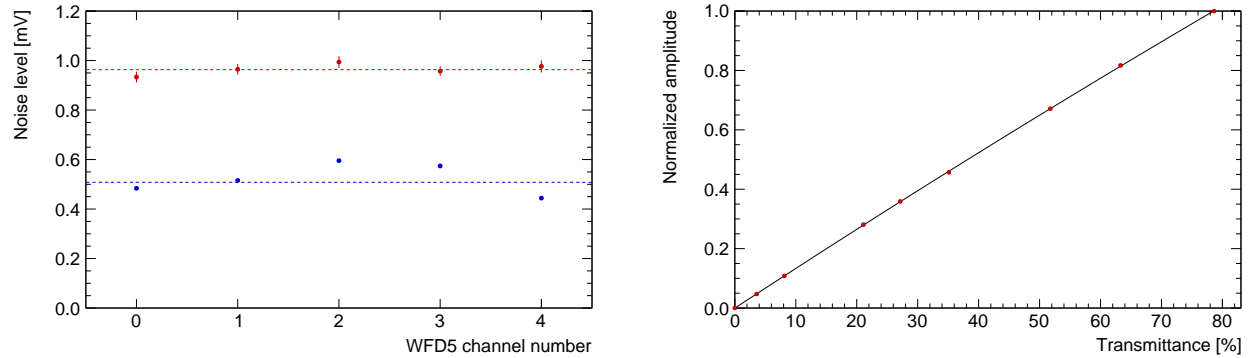 Noise level [mV]
1.2
1.0
0.8
0.6
0.4
0.2
0.0
0 1 2 3 4
WFD5 channel number
Normalized amplitude
1.0
0.8
0.6
0.4
0.2
0.0
0 10 20 30 40 50 60 70 80
Transmittance [%]